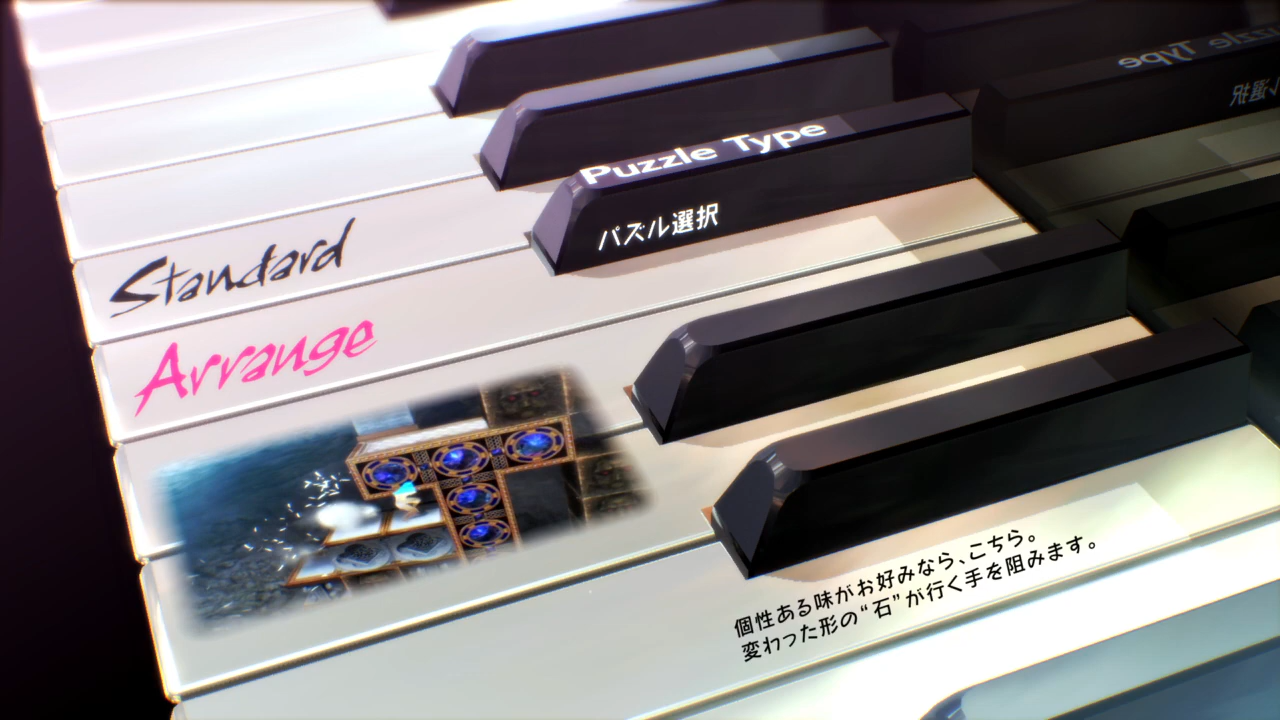 Puzzle Type
パズル選択
Standard
Arrange
個性ある味がお好みなら、こちら。
変わった形の“石”が行く手を阻みます。
Puzzle Type